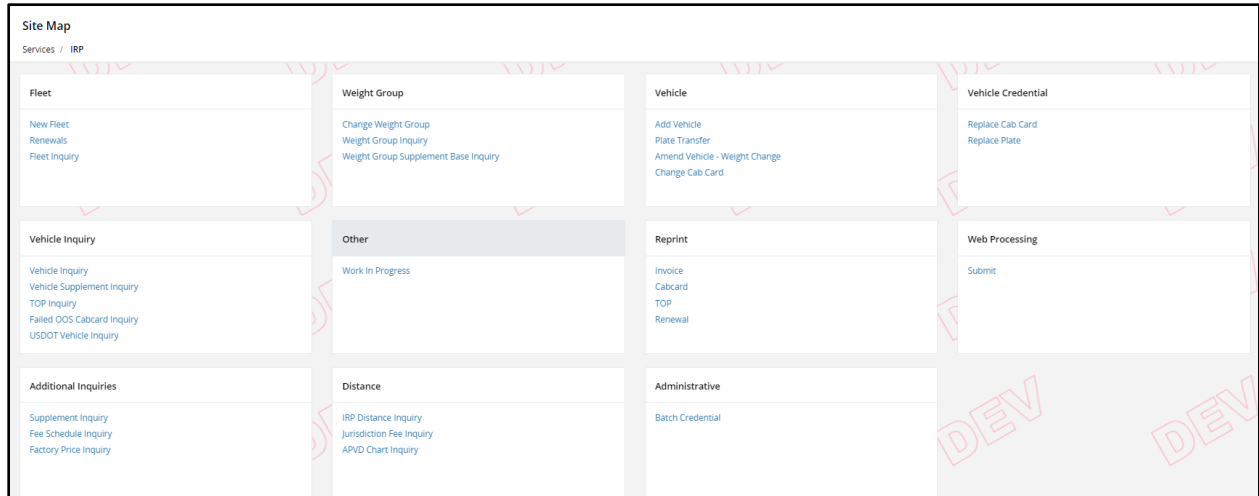 Site Map
Services / IRP
Fleet
New Fleet
Renewals
Fleet Inquiry
Weight Group
Change Weight Group
Weight Group Inquiry
Weight Group Supplement Base Inquiry
Vehicle
Add Vehicle
Plate Transfer
Amend Vehicle - Weight Change
Change Cab Card
Vehicle Credential
Replace Cab Card
Replace Plate
Vehicle Inquiry
Vehicle Inquiry
Vehicle Supplement Inquiry
TOP Inquiry
Failed OOS Cabcard Inquiry
USDOT Vehicle Inquiry
Other
Work In Progress
Reprint
Invoice
Cabcard
TOP
Renewal
Web Processing
Submit
Additional Inquiries
Supplement Inquiry
Fee Schedule Inquiry
Factory Price Inquiry
Distance
IRP Distance Inquiry
Jurisdiction Fee Inquiry
APVD Chart Inquiry
Administrative
Batch Credential
DEV
DEV